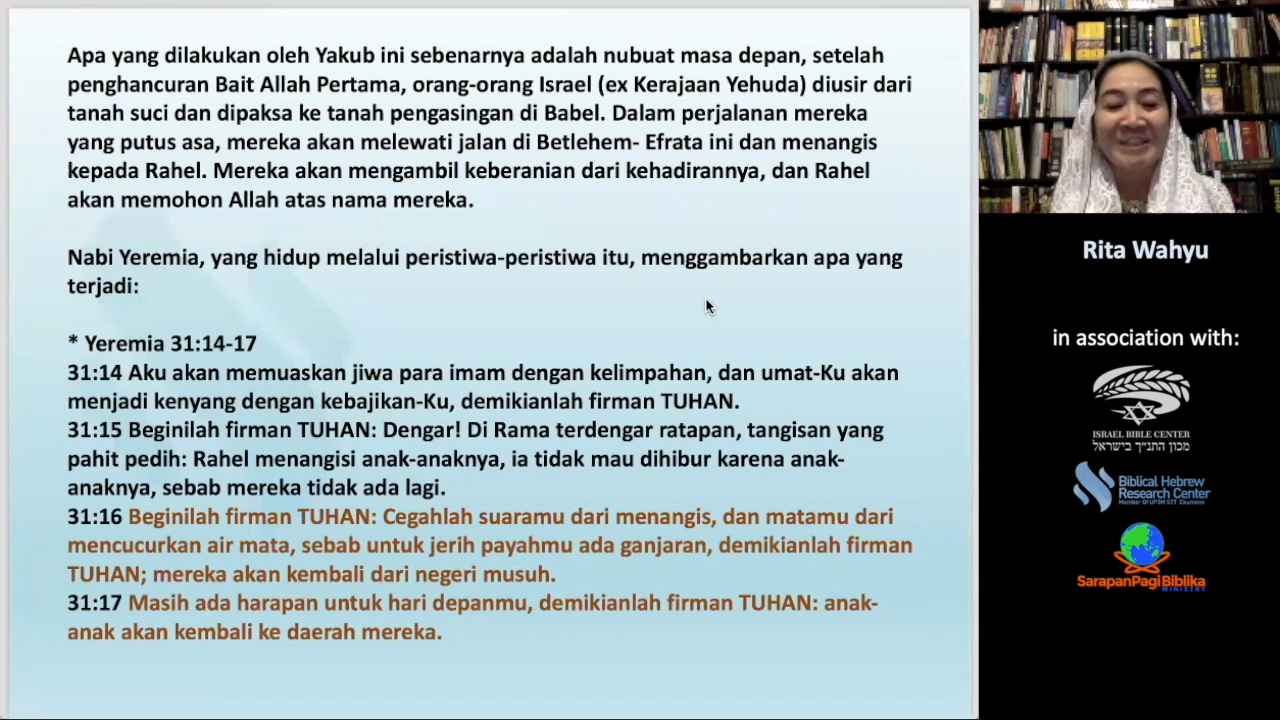 Apa yang dilakukan oleh Yakub ini sebenarnya adalah nubuat masa depan, setelah
penghancuran Bait Allah Pertama, orang-orang Israel (ex Kerajaan Yehuda) diusir dari
tanah suci dan dipaksa ke tanah pengasingan di Babel. Dalam perjalanan mereka
yang putus asa, mereka akan melewati jalan di Betlehem- Efrata ini dan menangis
kepada Rahel. Mereka akan mengambil keberanian dari kehadirannya, dan Rahel
akan memohon Allah atas nama mereka.
Nabi Yeremia, yang hidup melalui peristiwa-peristiwa itu, menggambarkan apa yang
terjadi:
* Yeremia 31:14-17
31:14 Aku akan memuaskan jiwa para imam dengan kelimpahan, dan umat-Ku akan
menjadi kenyang dengan kebajikan-Ku, demikianlah firman TUHAN.
31:15 Beginilah firman TUHAN: Dengar! Di Rama terdengar ratapan, tangisan yang
pahit pedih: Rahel menangisi anak-anaknya, ia tidak mau dihibur karena anak-
anaknya, sebab mereka tidak ada lagi.
31:16 Beginilah firman TUHAN: Cegahlah suaramu dari menangis, dan matamu dari
mencucurkan air mata, sebab untuk jerih payahmu ada ganjaran, demikianlah firman
TUHAN; mereka akan kembali dari negeri musuh.
31:17 Masih ada harapan untuk hari depanmu, demikianlah firman TUHAN: anak-
anak akan kembali ke daerah mereka.
Rita Wahyu
in association with:
ISRAEL BIBLE CENTER
מכון התנ״ך בישראל
Biblical Hebrew
Research Center
Member Of UP3M STT Ekumene
SarapanPagi Biblika
MINISTRY